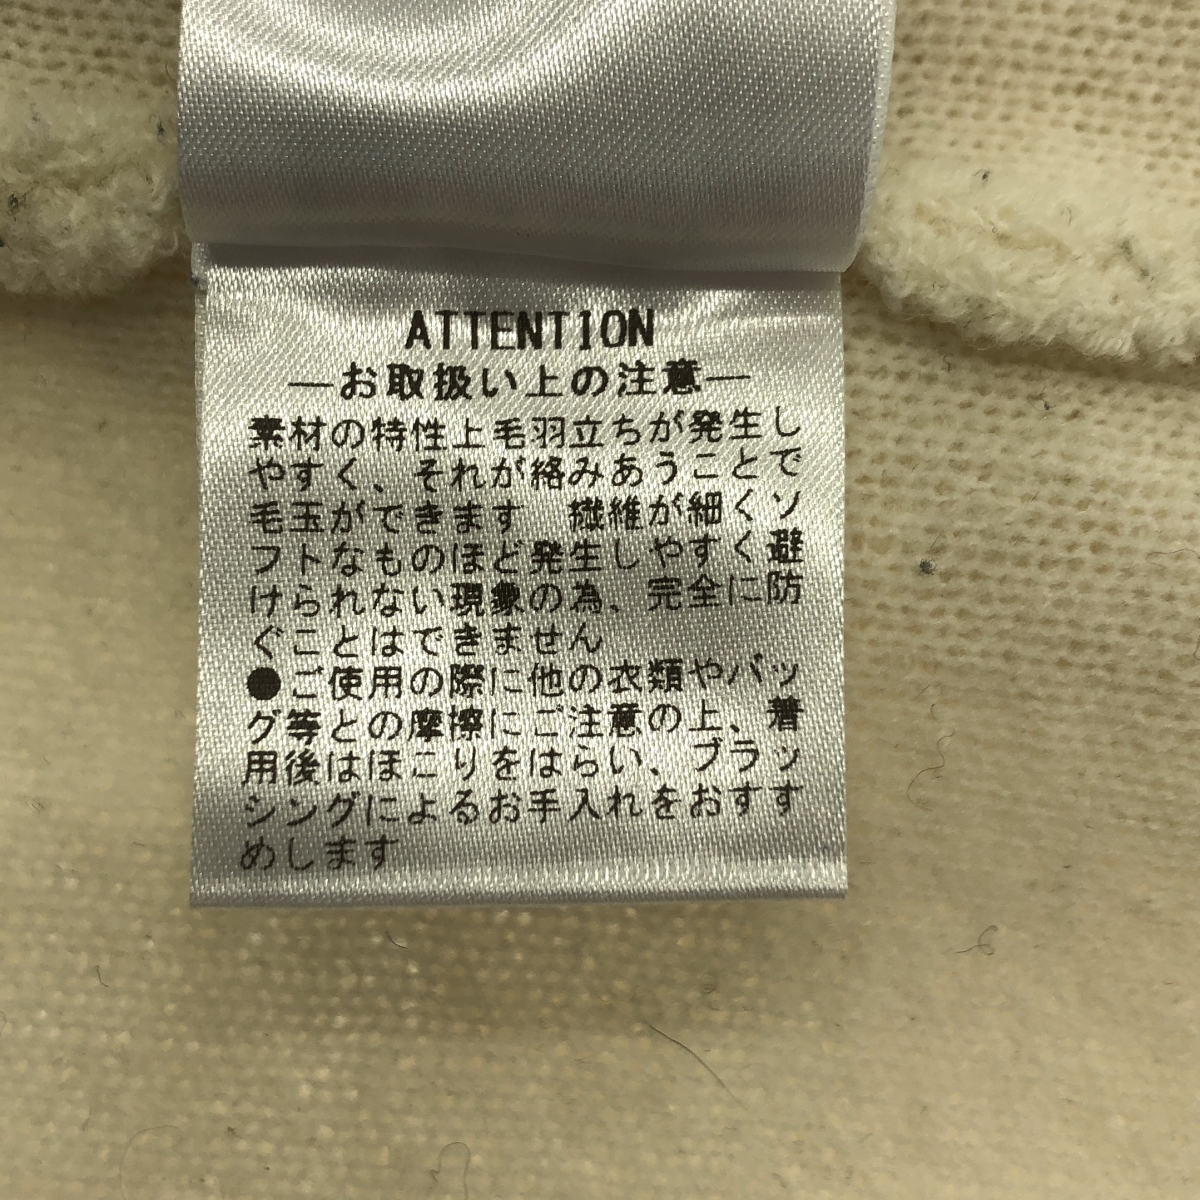 ATTENTION
―お取扱い上の注意―
素材の特性上毛羽立ちが発生し
やすく、それが絡みあうことで
毛玉ができます　繊維が細くソ
フトなものほど発生しやすく避
けられない現象の為、完全に防
ぐことはできません
●ご使用の際に他の衣類やバッ
グ等との摩擦にご注意の上、着
用後はほこりをはらい、ブラッ
シングによるお手入れをおすす
めします